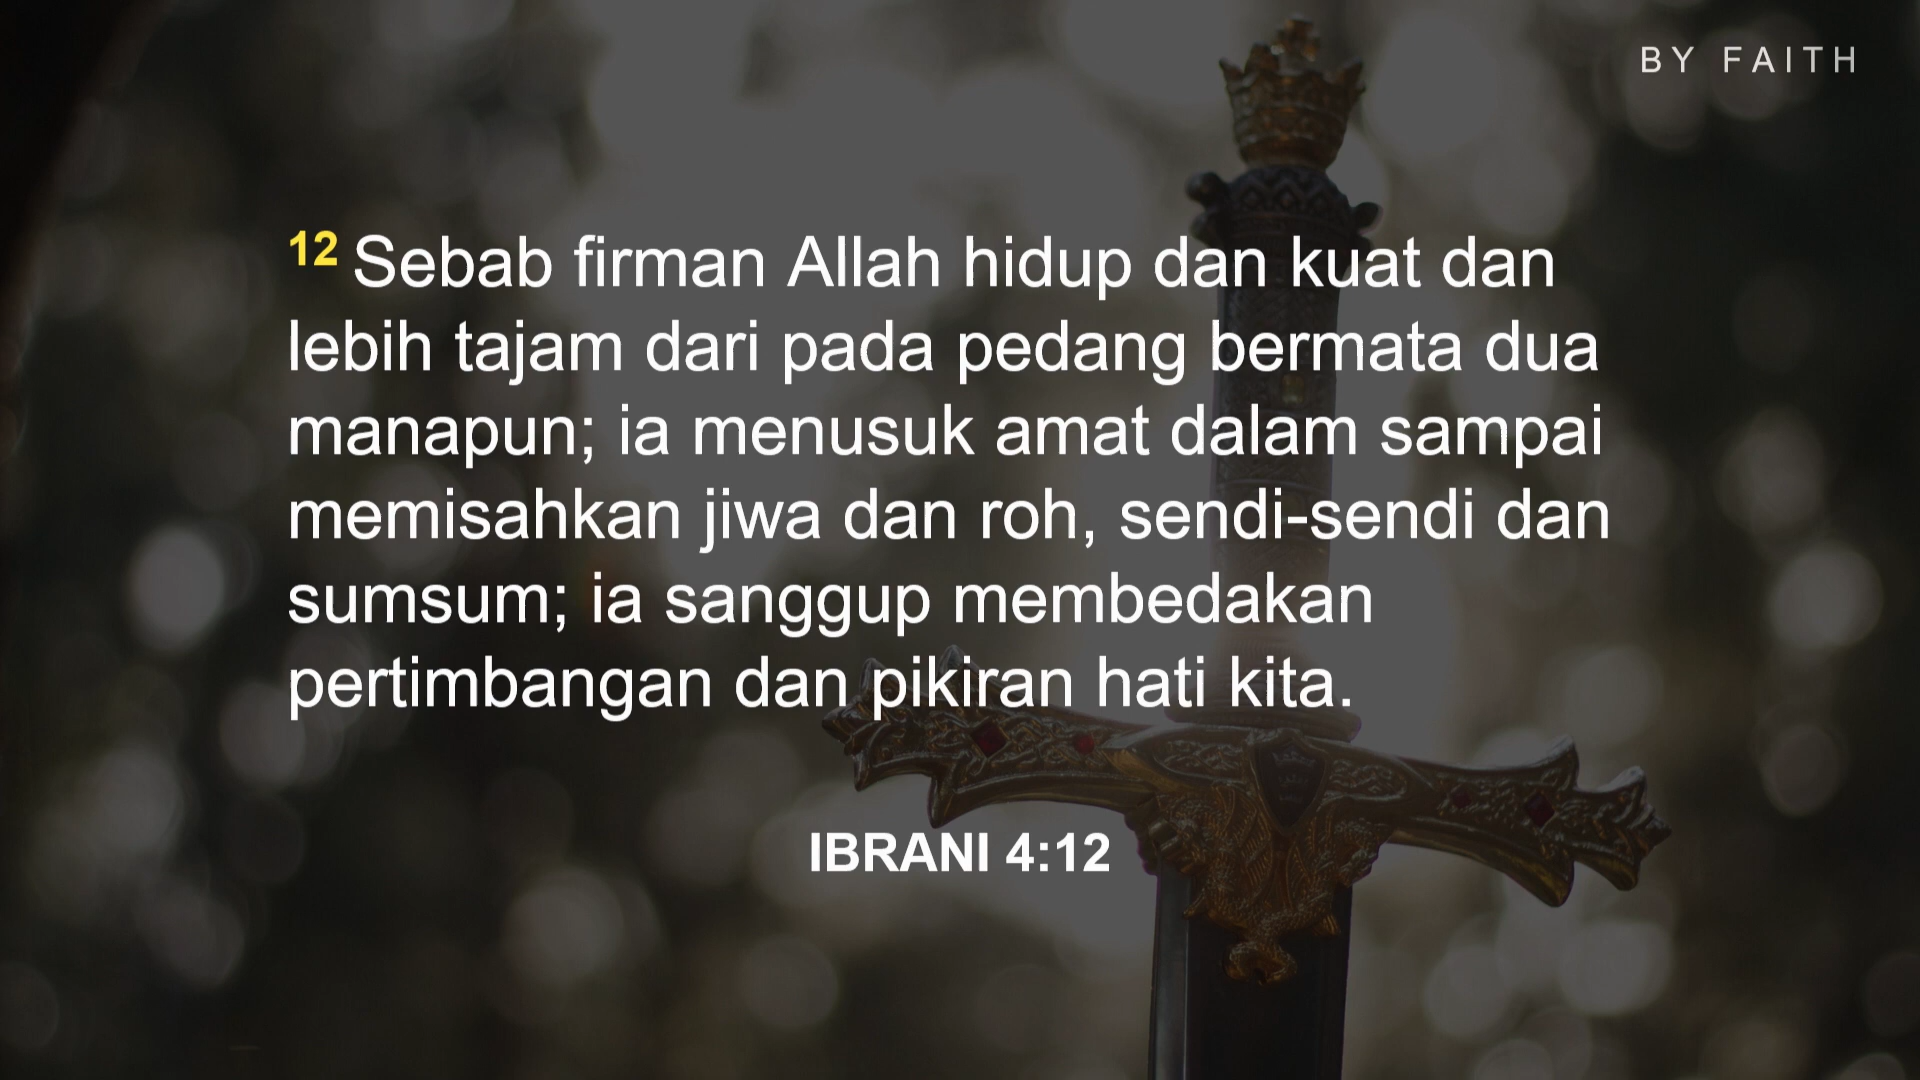 BY FAITH
12 Sebab firman Allah hidup dan kuat dan
lebih tajam dari pada pedang bermata dua
manapun; ia menusuk amat dalam sampai
memisahkan jiwa dan roh, sendi-sendi dan
sumsum; ia sanggup membedakan
pertimbangan dan pikiran hati kita.
IBRANI 4:12